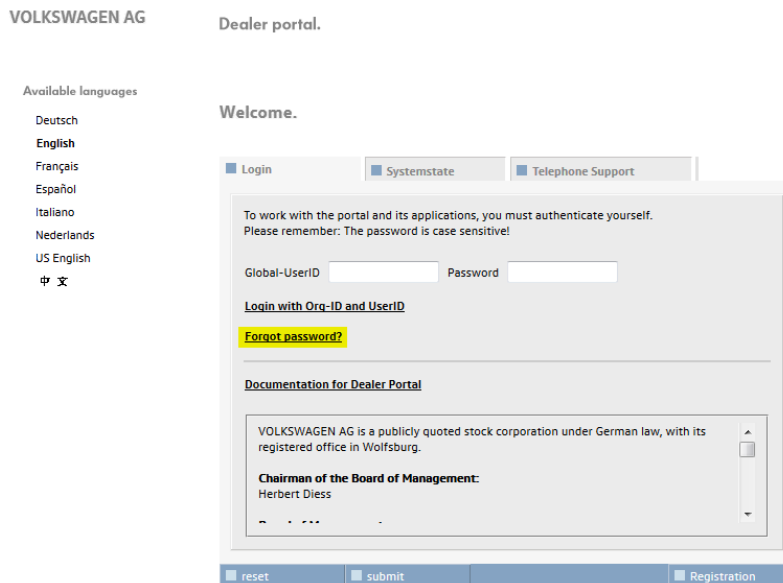 VOLKSWAGEN AG
Dealer portal.
Available languages
Deutsch
English
Français
Español
Italiano
Nederlands
US English
中 文
Welcome.
Login
Systemstate
Telephone Support
To work with the portal and its applications, you must authenticate yourself.
Please remember: The password is case sensitive!
Global-UserID
Password
Login with Org-ID and UserID
Forgot password?
Documentation for Dealer Portal
VOLKSWAGEN AG is a publicly quoted stock corporation under German law, with its
registered office in Wolfsburg.
Chairman of the Board of Management:
Herbert Diess
reset
submit
Registration